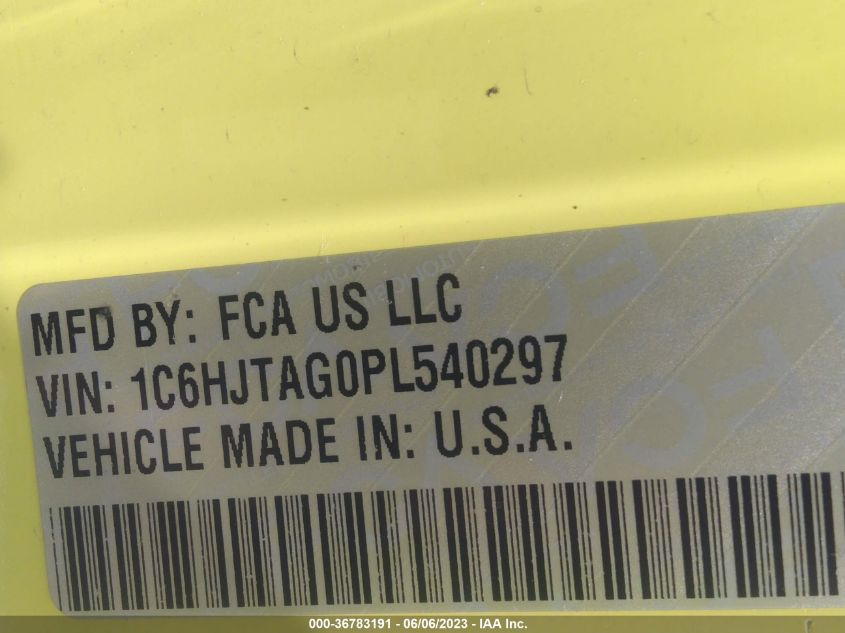 MFD BY: FCA US LLC
VIN: 1C6HJTAG0PL540297
VEHICLE MADE IN: U.S.A.
000-36783191 - 06/06/2023 - IAA Inc.